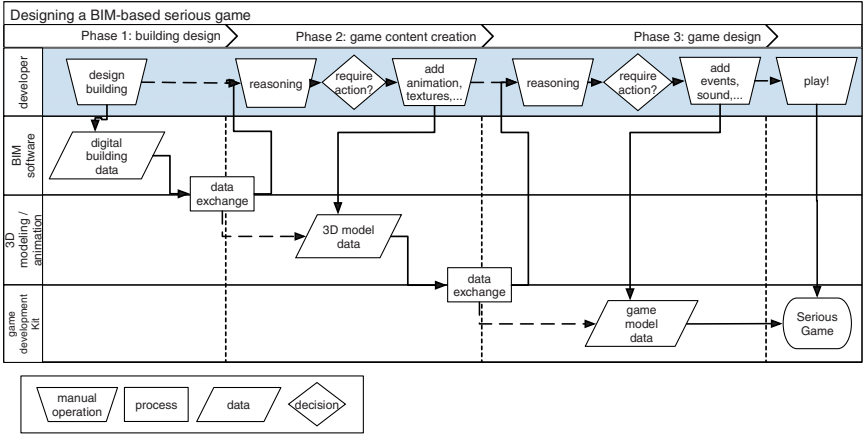 Designing a BIM-based serious game
Phase 1: building design
Phase 2: game content creation
Phase 3: game design
developer
design
building
reasoning
require
action?
add
animation,
textures,...
reasoning
require
action?
add
events,
sound,...
play!
BIM
software
digital
building
data
data
exchange
3D
modeling /
animation
3D model
data
data
exchange
game
development
Kit
game
model
data
Serious
Game
manual
operation
process
data
decision